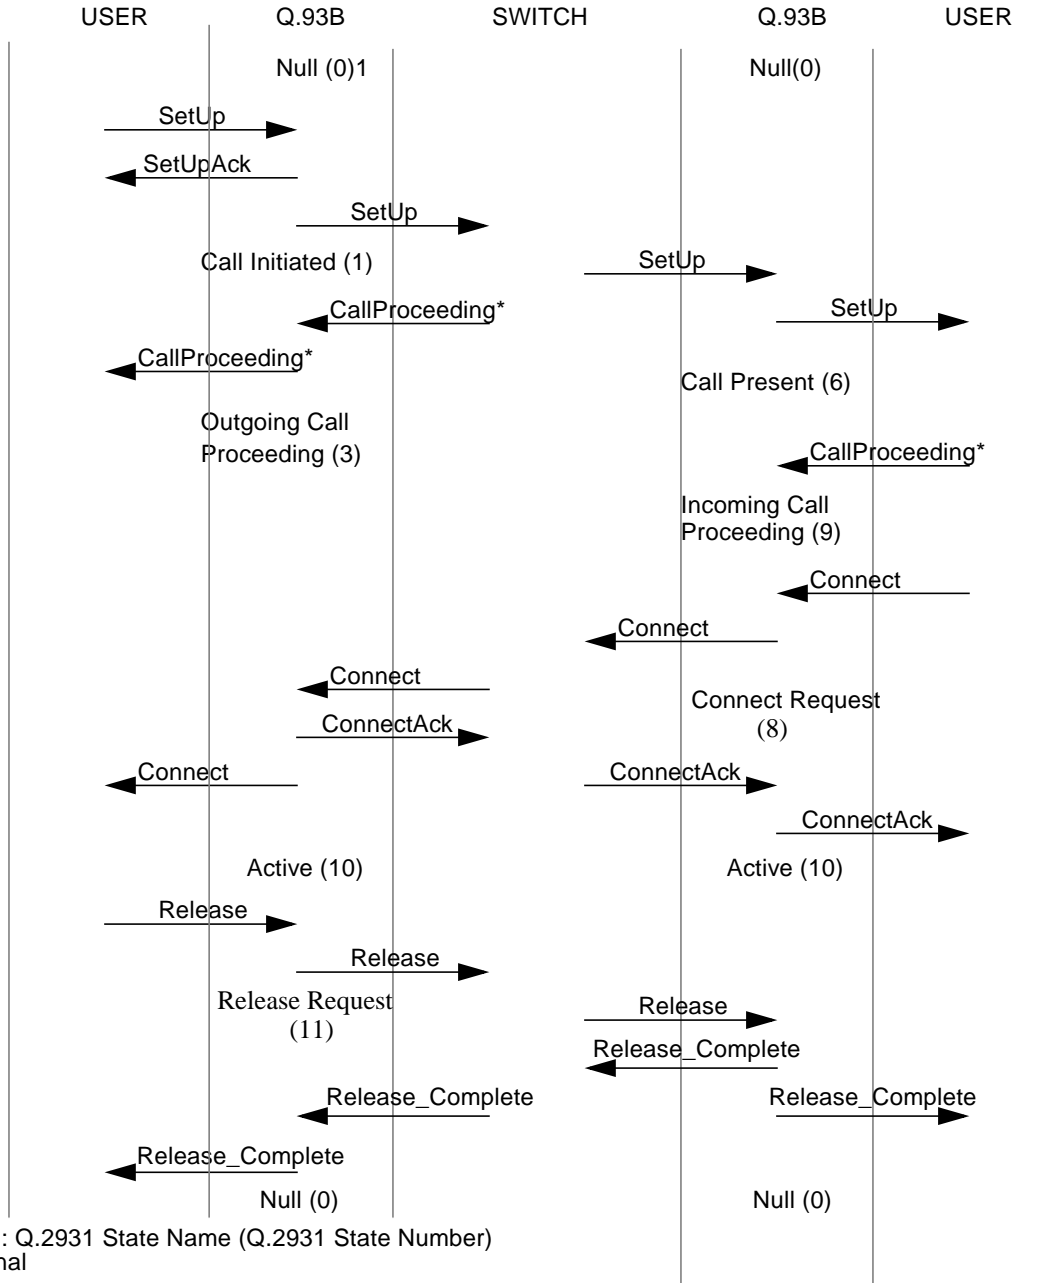 USER Q.93B SWITCH Q.93B USER
Null (0)1 Null(0)
SetUp
SetUpAck
SetUp
Call Initiated (1) SetUp
CallProceeding* SetUp
CallProceeding*
Call Present (6)
Outgoing Call
Proceeding (3) CallProceeding*
Incoming Call
Proceeding (9)
Connect
Connect
Connect
Connect Request
ConnectAck (8)
Connect ConnectAck
ConnectAck
Active (10) Active (10)
Release
Release
Release Request Release
(11)
Release_Complete
Release_Complete Release_Complete
Release_Complete
Null (0) Null (0)
: Q.2931 State Name (Q.2931 State Number)
nal